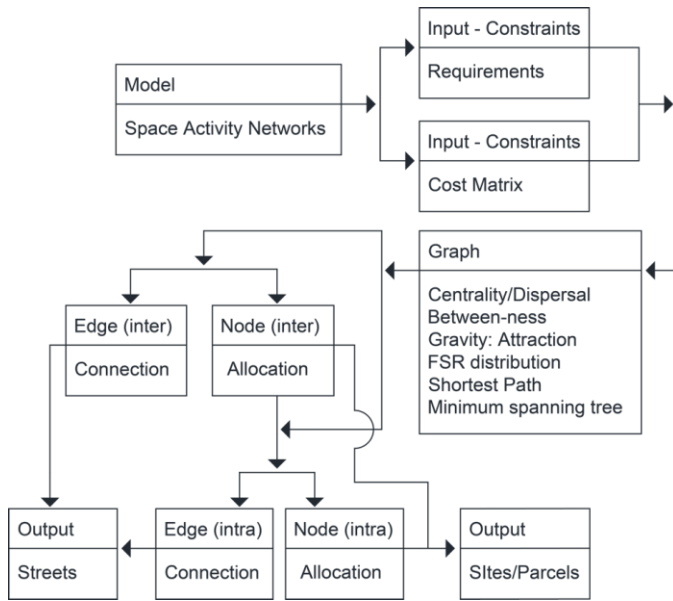 Input - Constraints
Requirements
Model
Space Activity Networks
Input - Constraints
Cost Matrix
Graph
Centrality/Dispersal
Between-ness
Gravity: Attraction
FSR distribution
Shortest Path
Minimum spanning tree
Edge (inter)
Connection
Node (inter)
Allocation
Output
Streets
Edge (intra)
Connection
Node (intra)
Allocation
Output
SItes/Parcels